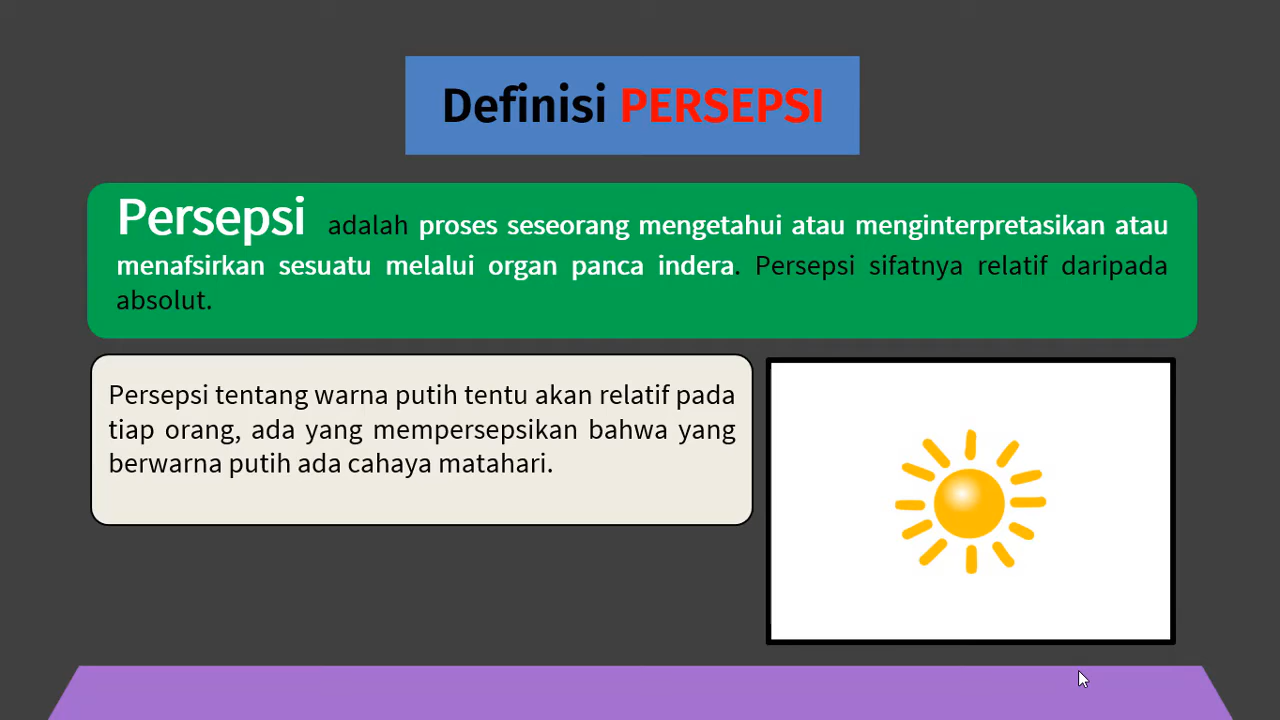 Definisi PERSEPSI
Persepsi adalah proses seseorang mengetahui atau menginterpretasikan atau
menafsirkan sesuatu melalui organ panca indera. Persepsi sifatnya relatif daripada
absolut.
Persepsi tentang warna putih tentu akan relatif pada
tiap orang, ada yang mempersepsikan bahwa yang
berwarna putih ada cahaya matahari.